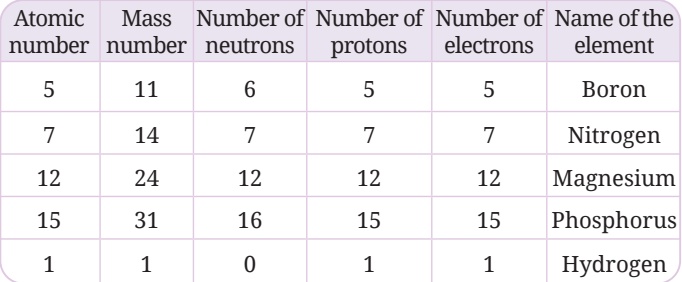 Atomic number Mass number Number of neutrons Number of protons Number of electrons Name of the element
5 11 6 5 5 Boron
7 14 7 7 7 Nitrogen
12 24 12 12 12 Magnesium
15 31 16 15 15 Phosphorus
1 1 0 1 1 Hydrogen